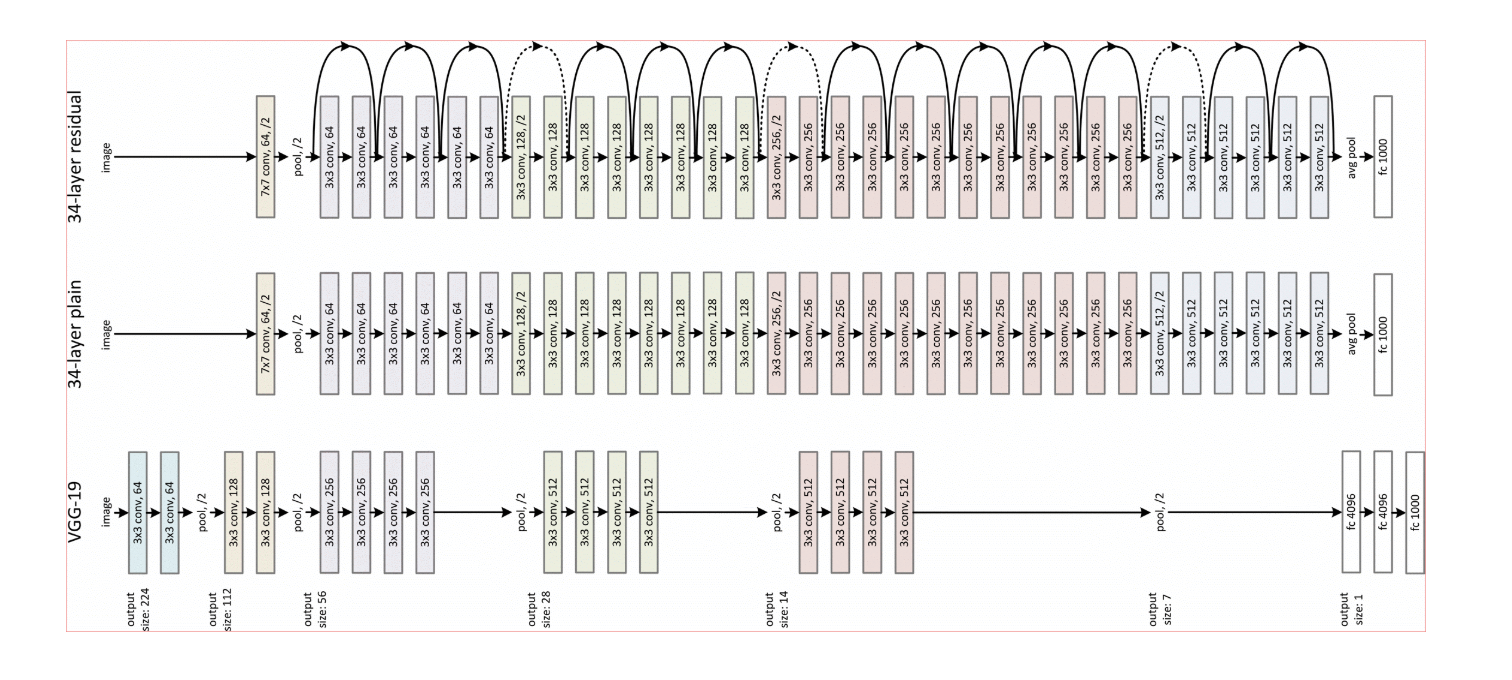 output
size: 224
output
size: 112
output
size: 56
output
size: 28
output
size: 14
output
size: 7
output
size: 1
VGG-19
image
3x3 conv, 64
3x3 conv, 64
pool, /2
3x3 conv, 128
3x3 conv, 128
pool, /2
3x3 conv, 256
3x3 conv, 256
3x3 conv, 256
3x3 conv, 256
pool, /2
3x3 conv, 512
3x3 conv, 512
3x3 conv, 512
3x3 conv, 512
pool, /2
3x3 conv, 512
3x3 conv, 512
3x3 conv, 512
3x3 conv, 512
pool, /2
fc 4096
fc 4096
fc 1000
34-layer plain
image
7x7 conv, 64, /2
pool, /2
3x3 conv, 64
3x3 conv, 64
3x3 conv, 64
3x3 conv, 64
3x3 conv, 64
3x3 conv, 64
3x3 conv, 128, /2
3x3 conv, 128
3x3 conv, 128
3x3 conv, 128
3x3 conv, 128
3x3 conv, 128
3x3 conv, 128
3x3 conv, 128
3x3 conv, 256, /2
3x3 conv, 256
3x3 conv, 256
3x3 conv, 256
3x3 conv, 256
3x3 conv, 256
3x3 conv, 256
3x3 conv, 256
3x3 conv, 256
3x3 conv, 256
3x3 conv, 256
3x3 conv, 256
3x3 conv, 512, /2
3x3 conv, 512
3x3 conv, 512
3x3 conv, 512
3x3 conv, 512
3x3 conv, 512
avg pool
fc 1000
34-layer residual
image
7x7 conv, 64, /2
pool, /2
3x3 conv, 64
3x3 conv, 64
3x3 conv, 64
3x3 conv, 64
3x3 conv, 64
3x3 conv, 64
3x3 conv, 128, /2
3x3 conv, 128
3x3 conv, 128
3x3 conv, 128
3x3 conv, 128
3x3 conv, 128
3x3 conv, 128
3x3 conv, 128
3x3 conv, 256, /2
3x3 conv, 256
3x3 conv, 256
3x3 conv, 256
3x3 conv, 256
3x3 conv, 256
3x3 conv, 256
3x3 conv, 256
3x3 conv, 256
3x3 conv, 256
3x3 conv, 256
3x3 conv, 256
3x3 conv, 512, /2
3x3 conv, 512
3x3 conv, 512
3x3 conv, 512
3x3 conv, 512
3x3 conv, 512
avg pool
fc 1000